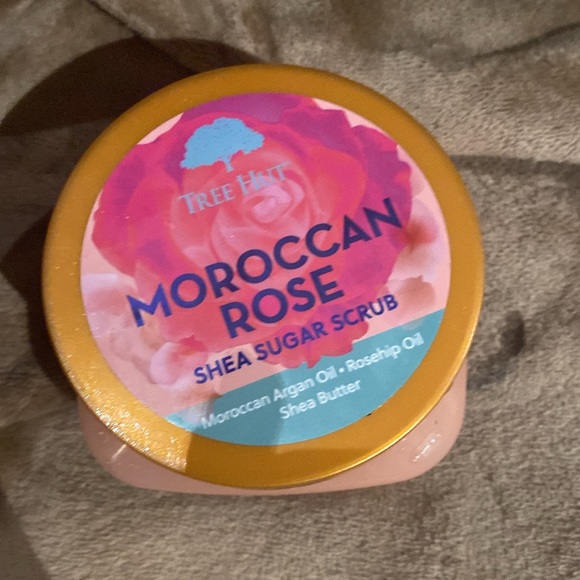 TREE HUT
MOROCCAN
ROSE
SHEA SUGAR SCRUB
Moroccan Argan Oil • Rosehip Oil
Shea Butter